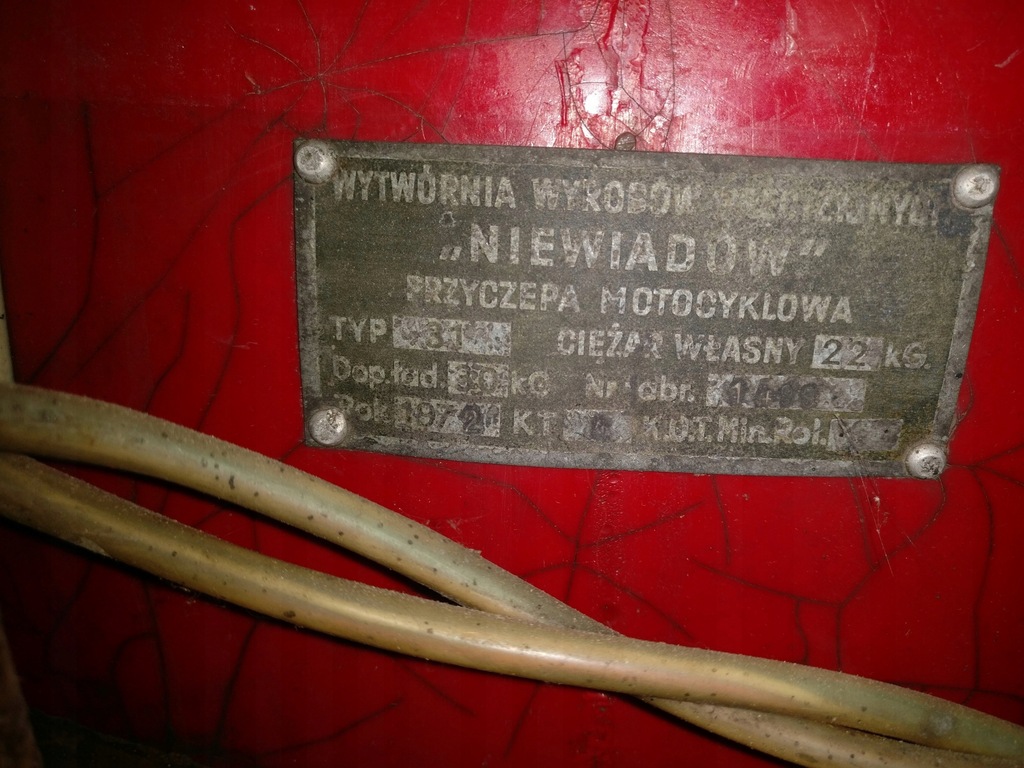 WYTWÓRNIA WYROBÓW
„NIEWIADÓW”
PRZYCZEPA MOTOCYKLOWA
TYP CIĘŻAR WŁASNY 22 kG.
Dop.ład. kG Nr fabr.
Rok 1972 KT K.O.T. Min. Rol.